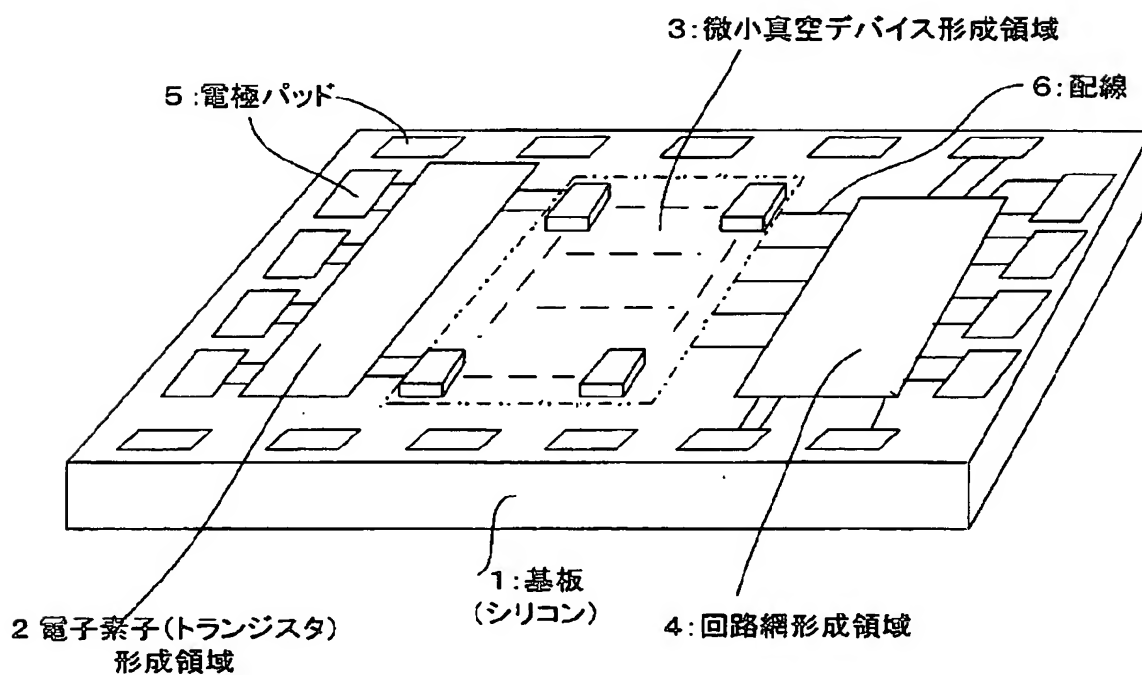 3:微小真空デバイス形成領域
5:電極パッド
6:配線
1:基板
(シリコン)
2 電子素子(トランジスタ)
形成領域
4:回路網形成領域